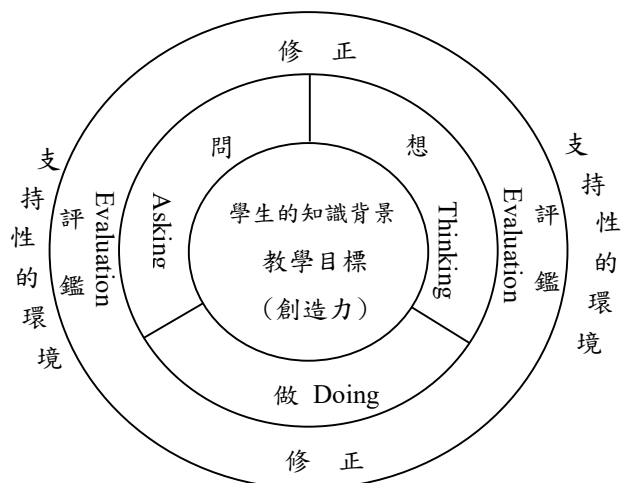 修 正
問
想
支持性的環境
評鑑
Evaluation
Asking
學生的知識背景
教學目標
（創造力）
Thinking
Evaluation
評鑑
支持性的環境
做 Doing
修 正